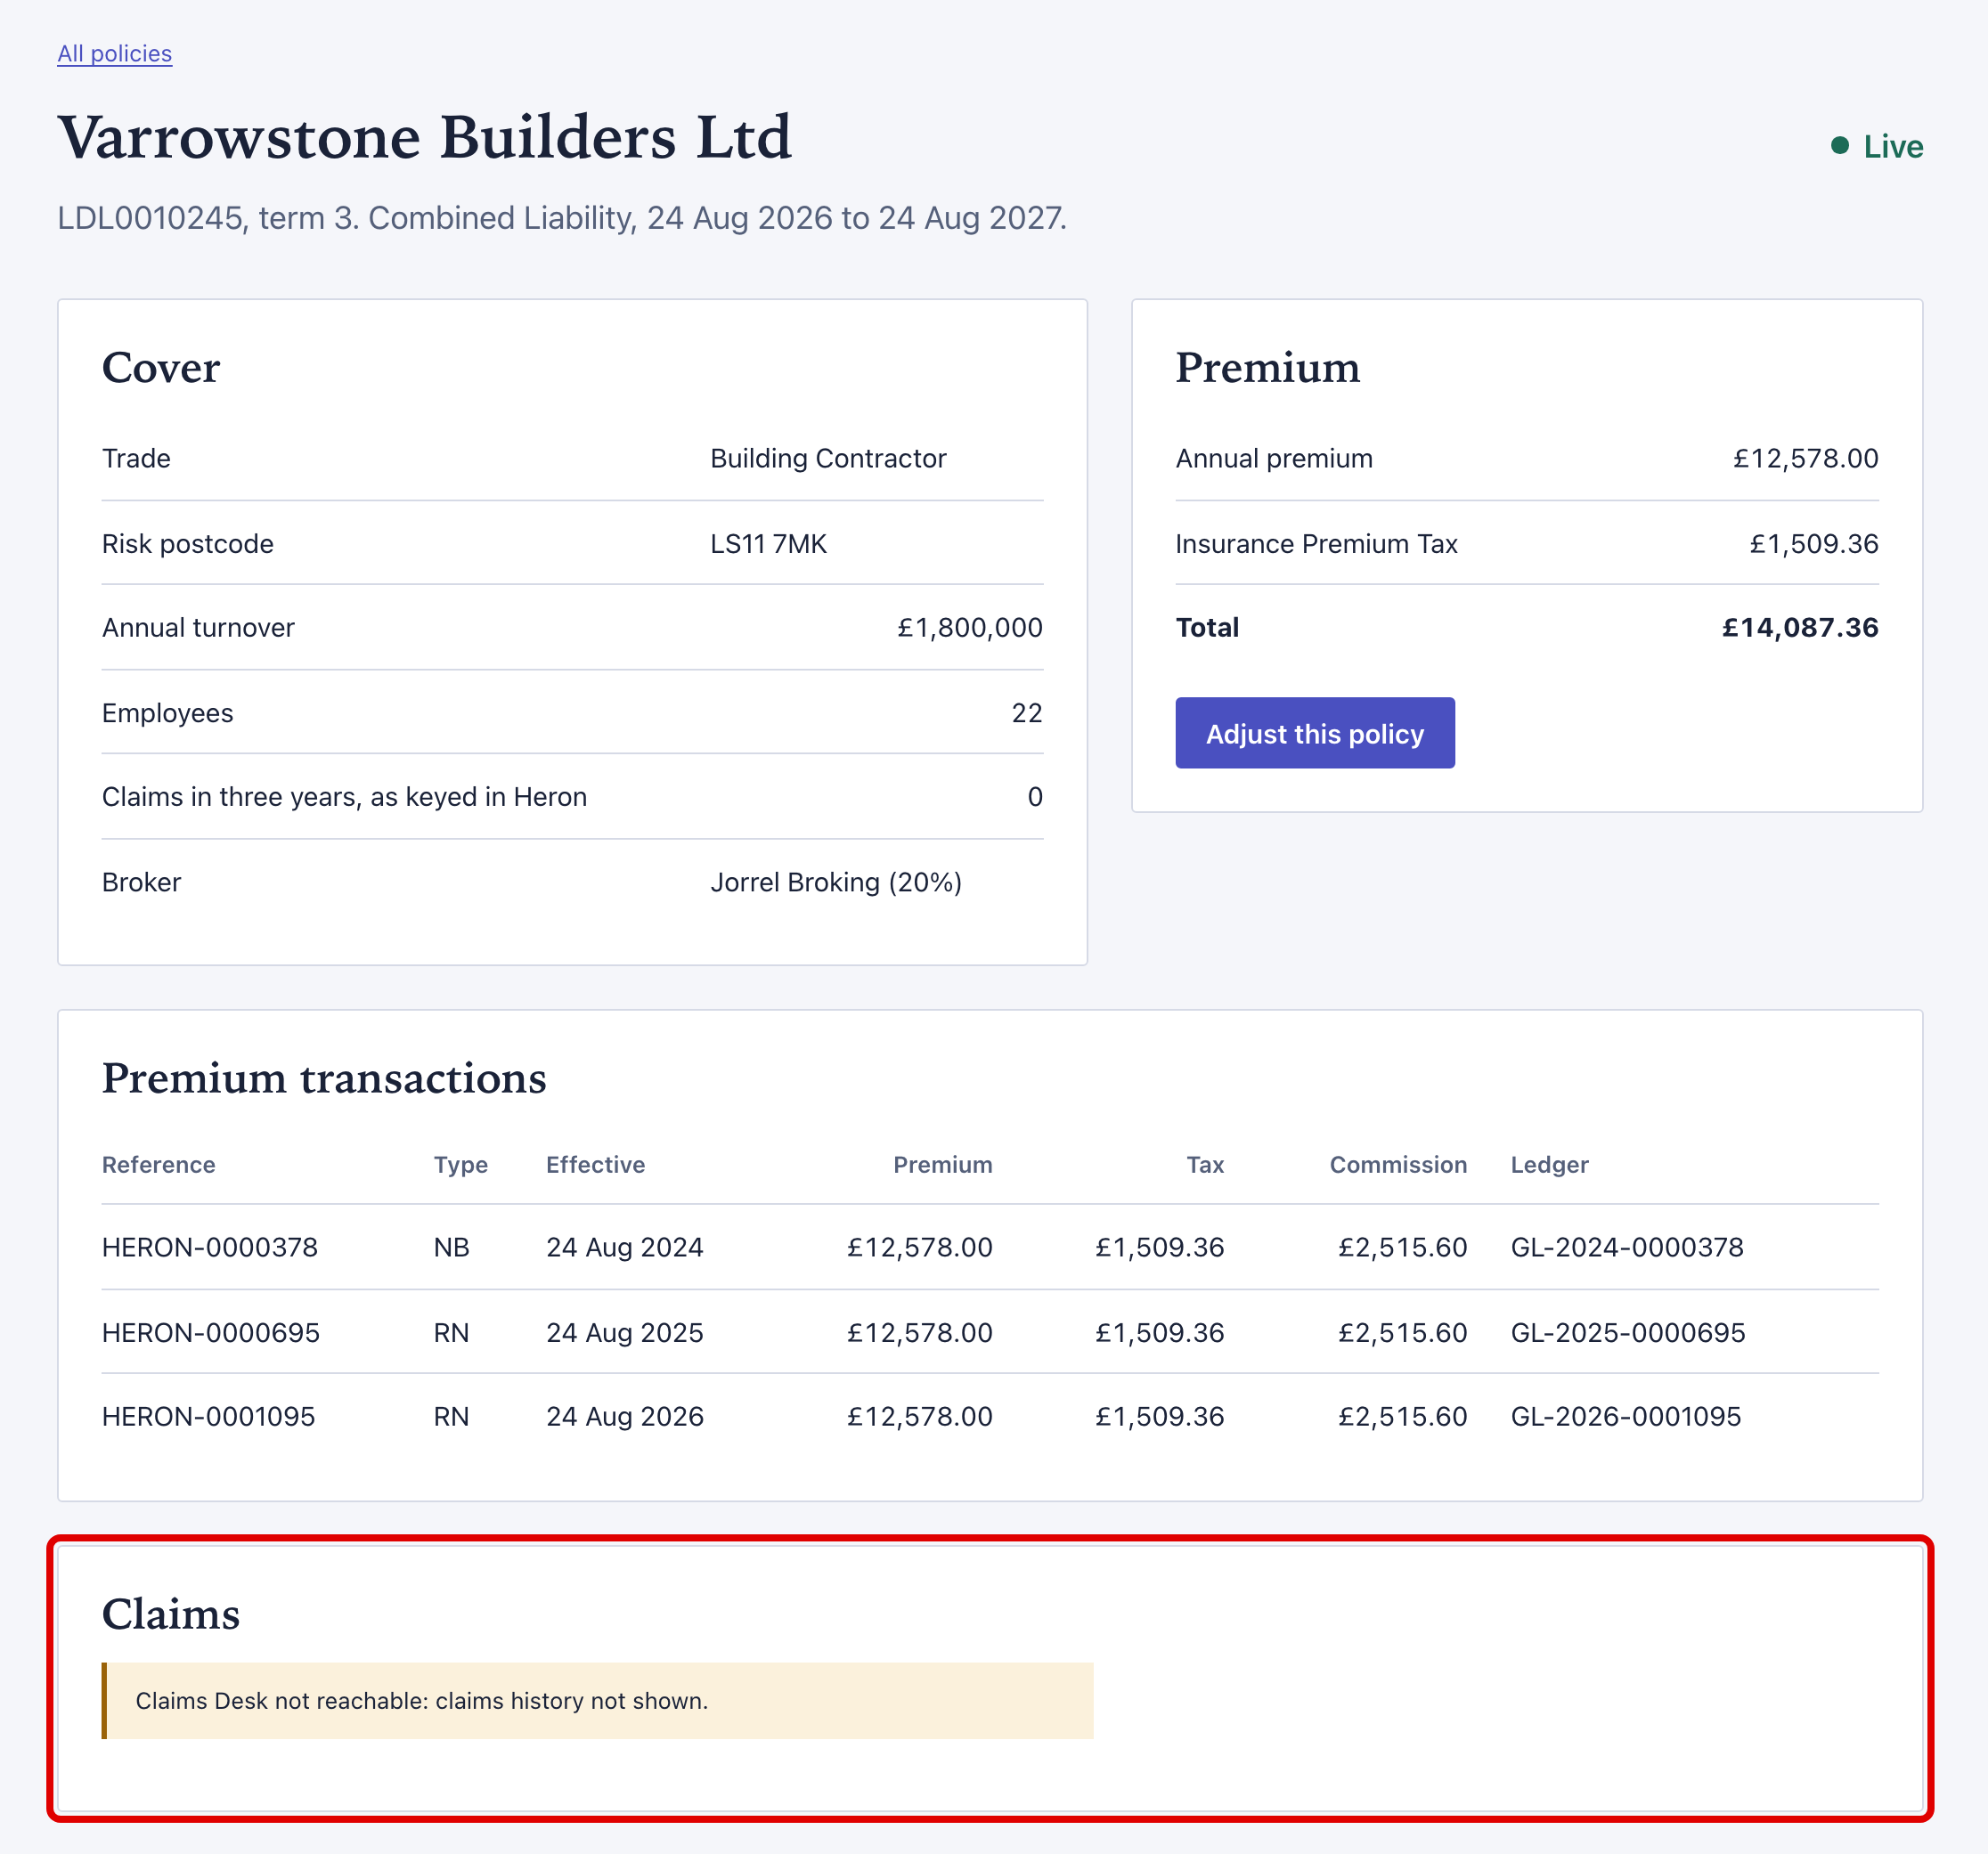 All policies
Varrowstone Builders Ltd
Live
LDL0010245, term 3. Combined Liability, 24 Aug 2026 to 24 Aug 2027.
Cover
Trade Building Contractor
Risk postcode LS11 7MK
Annual turnover £1,800,000
Employees 22
Claims in three years, as keyed in Heron 0
Broker Jorrel Broking (20%)
Premium
Annual premium £12,578.00
Insurance Premium Tax £1,509.36
Total £14,087.36
Adjust this policy
Premium transactions
Reference Type Effective Premium Tax Commission Ledger
HERON-0000378 NB 24 Aug 2024 £12,578.00 £1,509.36 £2,515.60 GL-2024-0000378
HERON-0000695 RN 24 Aug 2025 £12,578.00 £1,509.36 £2,515.60 GL-2025-0000695
HERON-0001095 RN 24 Aug 2026 £12,578.00 £1,509.36 £2,515.60 GL-2026-0001095
Claims
Claims Desk not reachable: claims history not shown.